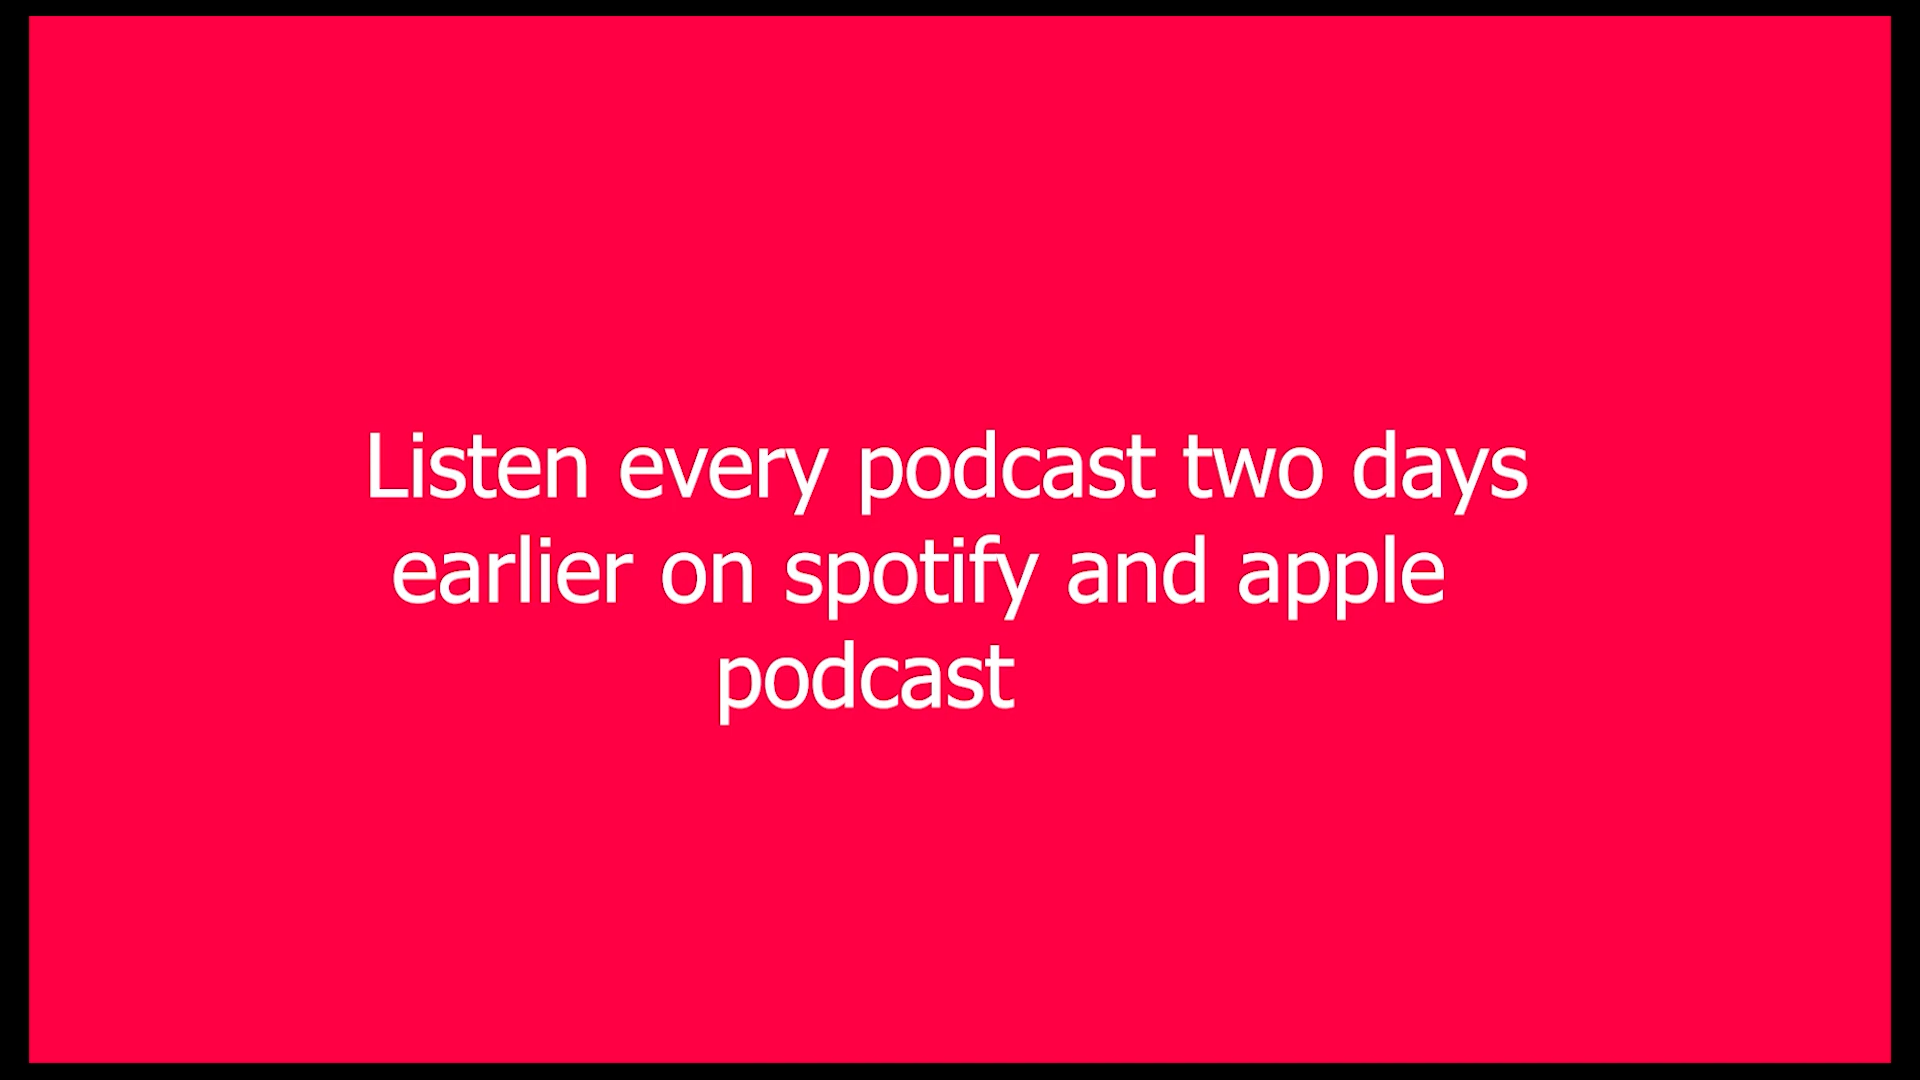 Listen every podcast two days
earlier on spotify and apple
podcast